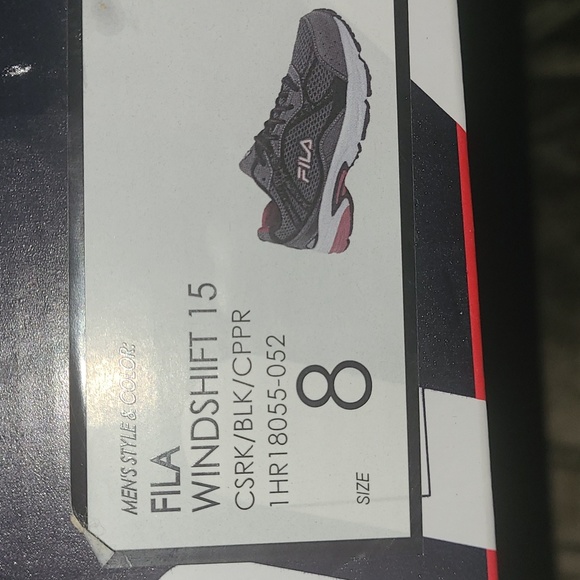 MEN'S STYLE & COLOR:
FILA
WINDSHIFT 15
CSRK/BLK/CPPR
1HR18055-052
SIZE 8
FILA